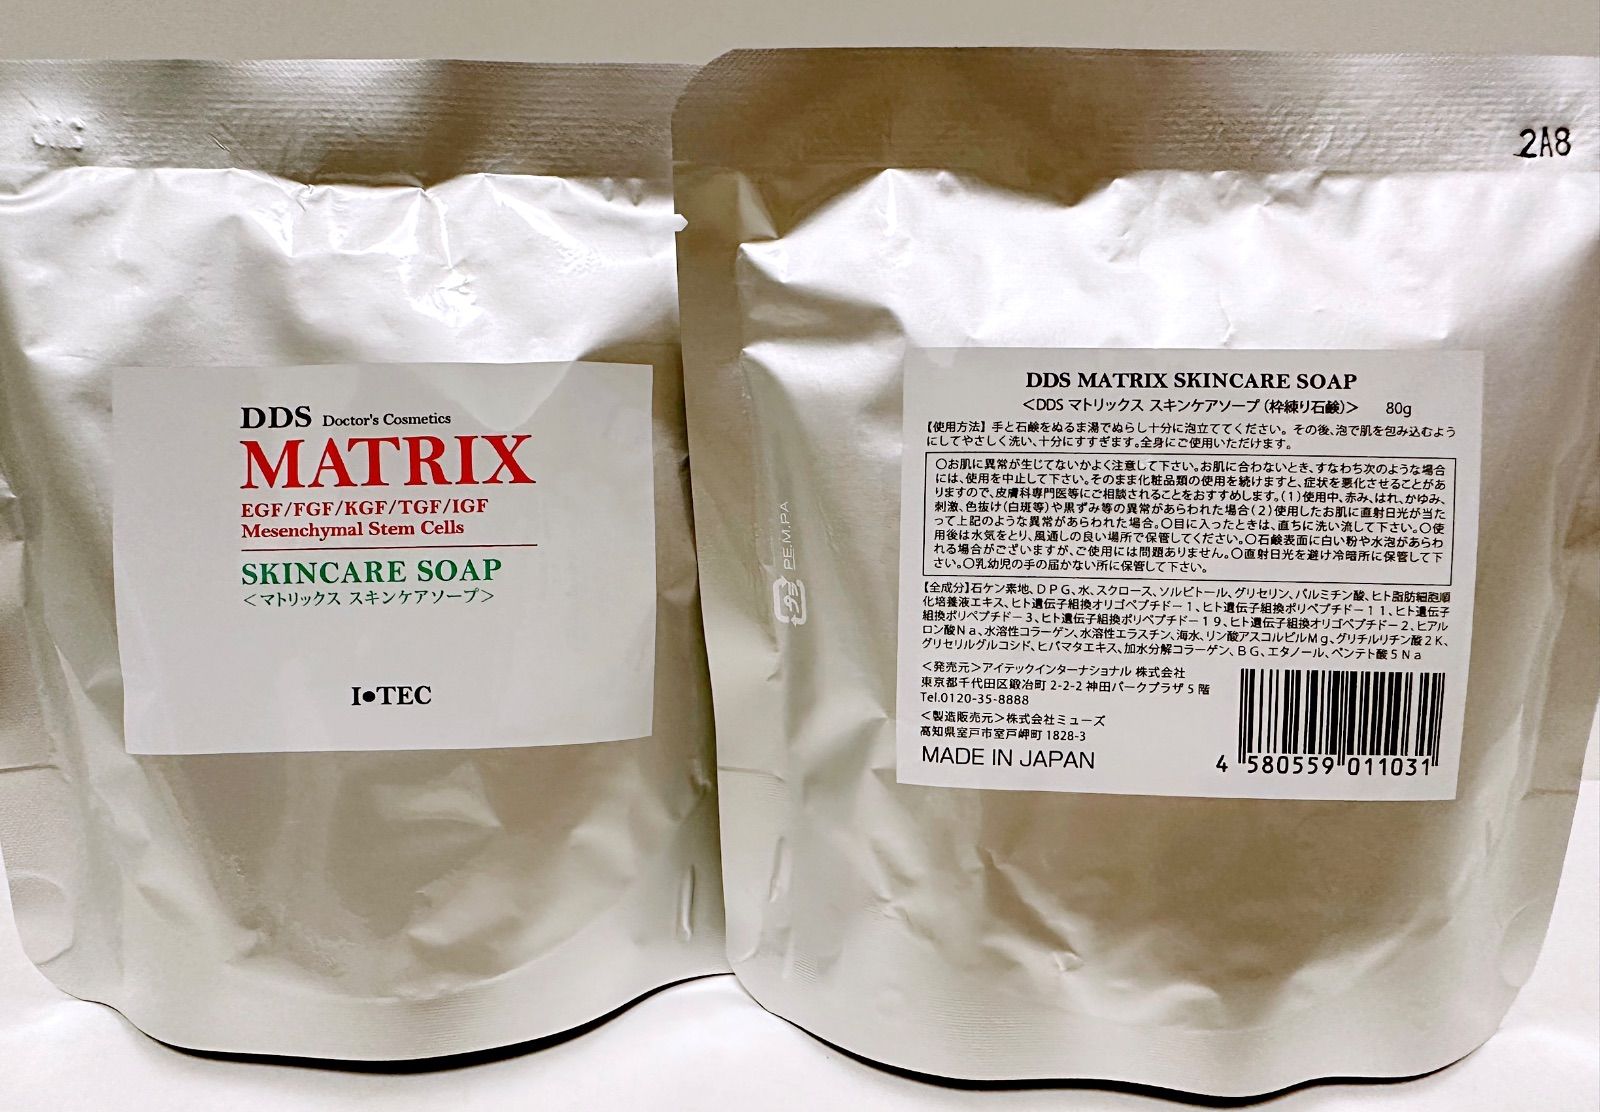 DDS Doctor's Cosmetics
MATRIX
EGF/FGF/KGF/TGF/IGF
Mesenchymal Stem Cells
SKINCARE SOAP
＜マトリックス スキンケアソープ＞
I●TEC
2A8
PE.M.PA
プラ
DDS MATRIX SKINCARE SOAP
＜DDS マトリックス スキンケアソープ（枠練り石鹸）＞ 80g
【使用方法】手と石鹸をぬるま湯でぬらし十分に泡立ててください。その後、泡で肌を包み込むよう
にしてやさしく洗い、十分にすすぎます。全身にご使用いただけます。
○お肌に異常が生じてないかよく注意して下さい。お肌に合わないとき、すなわち次のような場合
には、使用を中止して下さい。そのまま化粧品類の使用を続けますと、症状を悪化させることがあ
りますので、皮膚科専門医等にご相談されることをおすすめします。（1）使用中、赤み、はれ、かゆみ、
刺激、色抜け（白斑等）や黒ずみ等の異常があらわれた場合（2）使用したお肌に直射日光が当た
って上記のような異常があらわれた場合。○目に入ったときは、直ちに洗い流して下さい。○使
用後は水気をとり、風通しの良い場所で保管してください。○石鹸表面に白い粉や水泡があらわ
れる場合がございますが、ご使用には問題ありません。○直射日光を避け冷暗所に保管して下
さい。○乳幼児の手の届かない所に保管して下さい。
【全成分】石ケン素地、ＤＰＧ、水、スクロース、ソルビトール、グリセリン、パルミチン酸、ヒト脂肪細胞順
化培養液エキス、ヒト遺伝子組換オリゴペプチド－１、ヒト遺伝子組換ポリペプチド－１１、ヒト遺伝子
組換ポリペプチド－３、ヒト遺伝子組換ポリペプチド－１９、ヒト遺伝子組換オリゴペプチド－２、ヒアル
ロン酸Ｎａ、水溶性コラーゲン、水溶性エラスチン、海水、リン酸アスコルビルＭｇ、グリチルリチン酸２Ｋ、
グリセリルグルコシド、ヒバマタエキス、加水分解コラーゲン、ＢＧ、エタノール、ペンテト酸５Ｎａ
＜発売元＞アイテックインターナショナル 株式会社
東京都千代田区鍛冶町 2-2-2 神田パークプラザ 5 階
Tel.0120-35-8888
＜製造販売元＞株式会社ミューズ
高知県室戸市室戸岬町 1828-3
MADE IN JAPAN
4 580559 011031